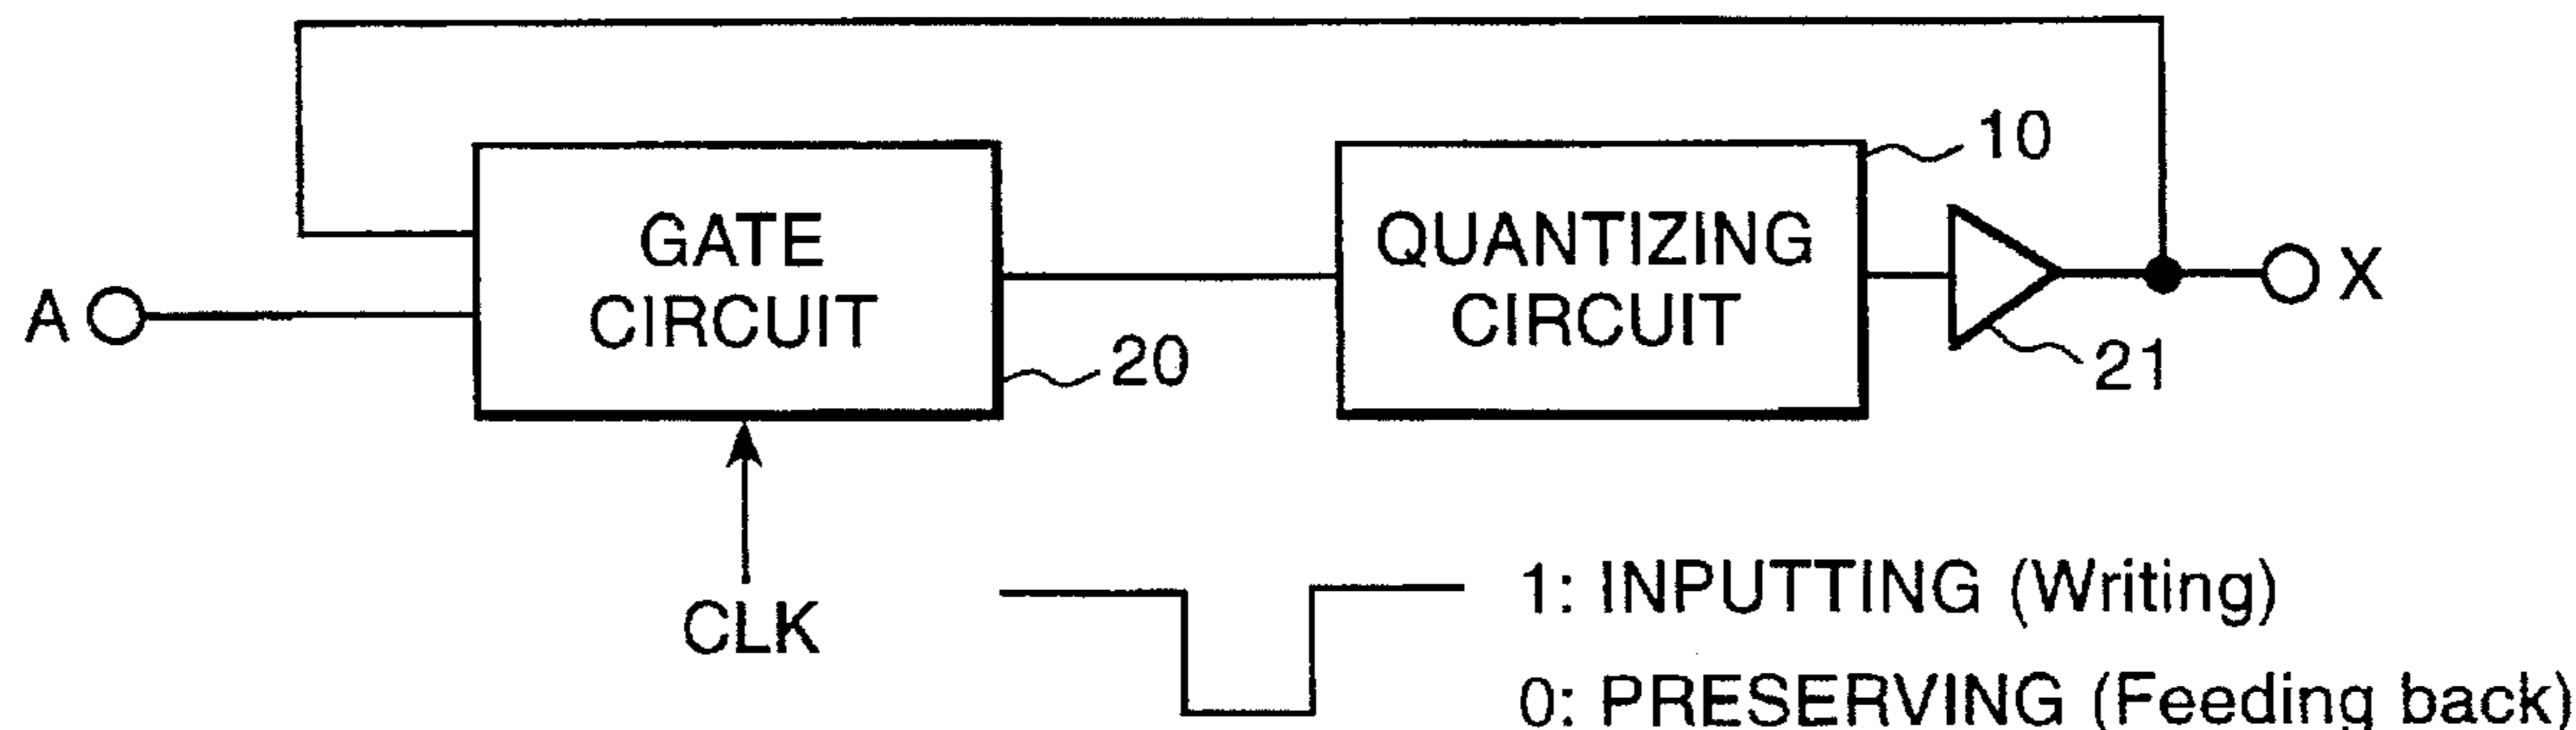 10
GATE
CIRCUIT
QUANTIZING
CIRCUIT
A
X
20
21
CLK
1: INPUTTING (Writing)
0: PRESERVING (Feeding back)